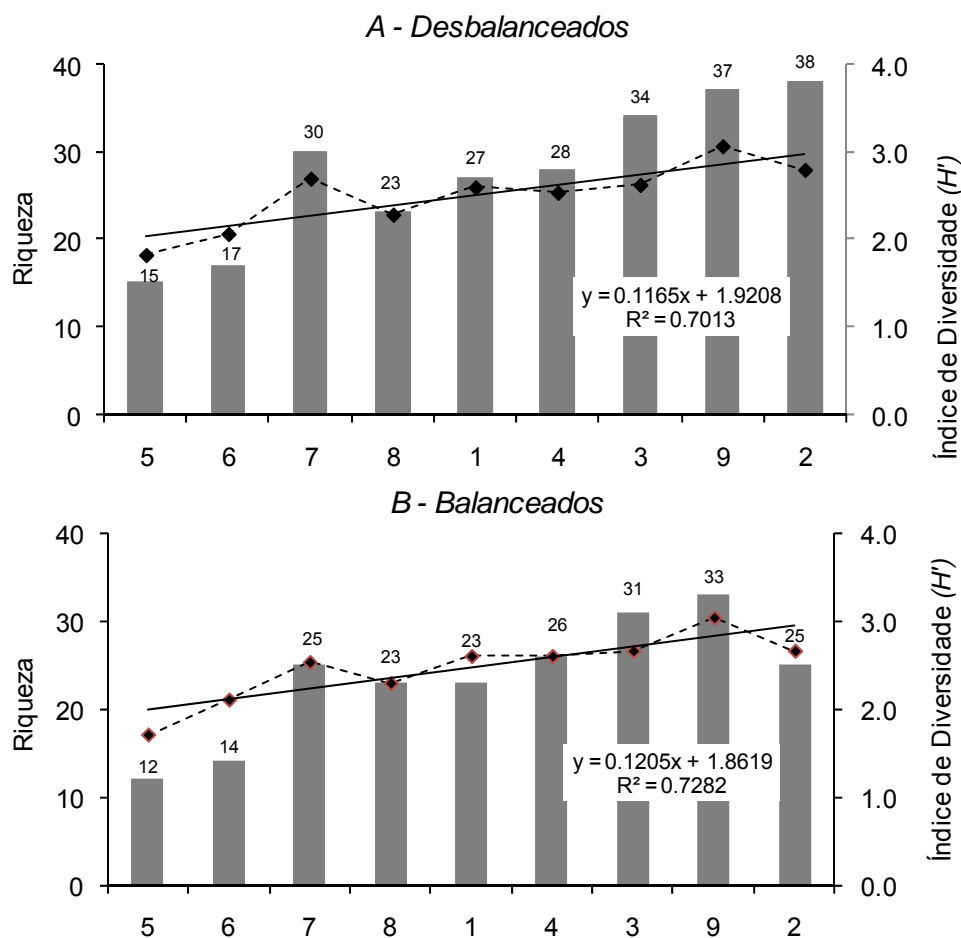 A - Desbalanceados
40 4.0
38
37
34
30 30 3.0
28
27
23
20 2.0
17
15
10 1.0
0 0.0
Riqueza
Índice de Diversidade (H')
y = 0.1165x + 1.9208
R² = 0.7013
5 6 7 8 1 4 3 9 2
B - Balanceados
40 4.0
33
31
30 3.0
26
25 23 23 25
20 2.0
14
12
10 1.0
0 0.0
Riqueza
Índice de Diversidade (H')
y = 0.1205x + 1.8619
R² = 0.7282
5 6 7 8 1 4 3 9 2